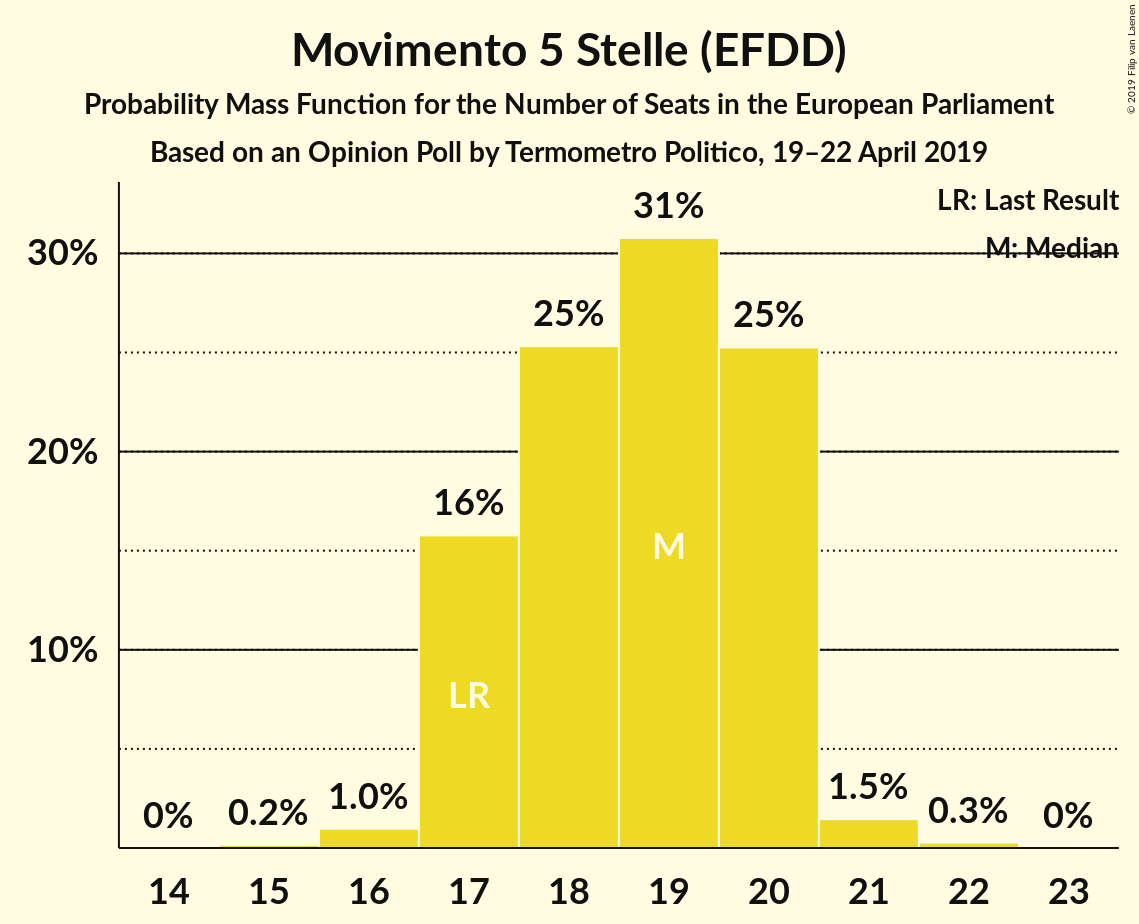 Movimento 5 Stelle (EFDD)
Probability Mass Function for the Number of Seats in the European Parliament
Based on an Opinion Poll by Termometro Politico, 19–22 April 2019
© 2019 Filip van Laenen
LR: Last Result
M: Median
30%
20%
10%
0%
0.2%
1.0%
16%
25%
31%
25%
1.5%
0.3%
0%
LR
M
14 15 16 17 18 19 20 21 22 23